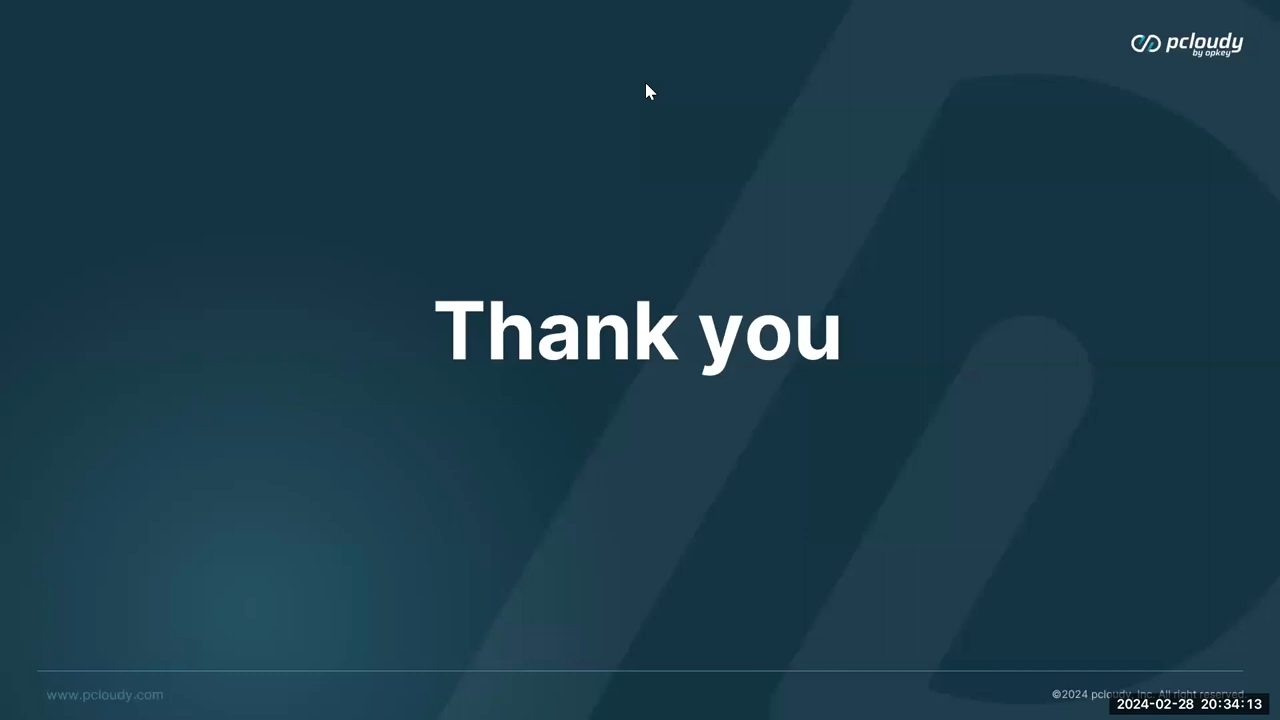 pcloudy
by opkey
Thank you
www.pcloudy.com
©2024 pcloudy, Inc. All right reserved.
2024-02-28 20:34:13